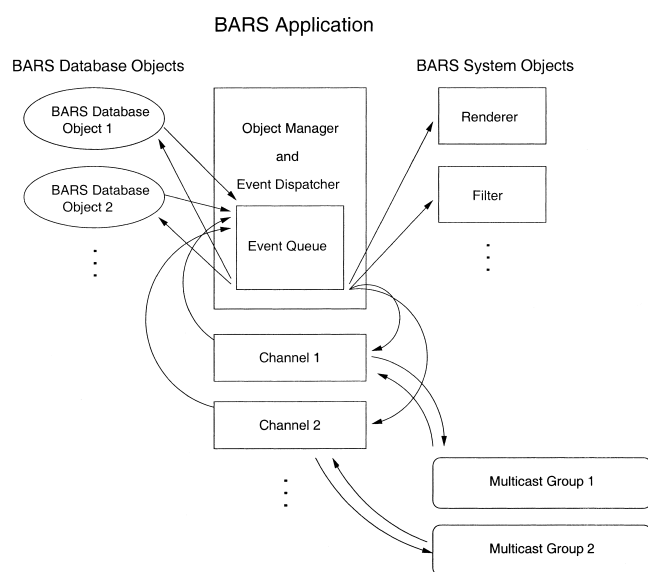 BARS Application
BARS Database Objects
BARS System Objects
BARS Database
Object 1
Object Manager
and
Event Dispatcher
Renderer
BARS Database
Object 2
Filter
Event Queue
Channel 1
Channel 2
Multicast Group 1
Multicast Group 2